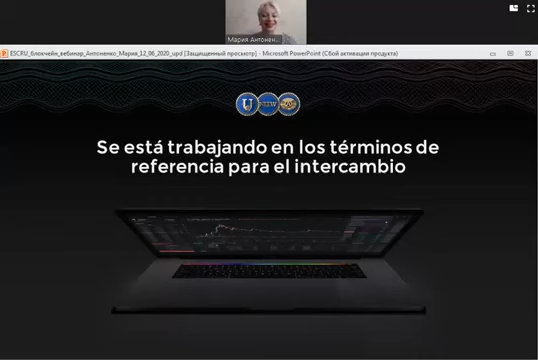 Мария Антонен...
ESCRU_блокчейн_вебинар_Антоненко_Мария_12_06_2020_upd [Защищенный просмотр] - Microsoft PowerPoint (Сбой активации продукта)
Se está trabajando en los términos de
referencia para el intercambio